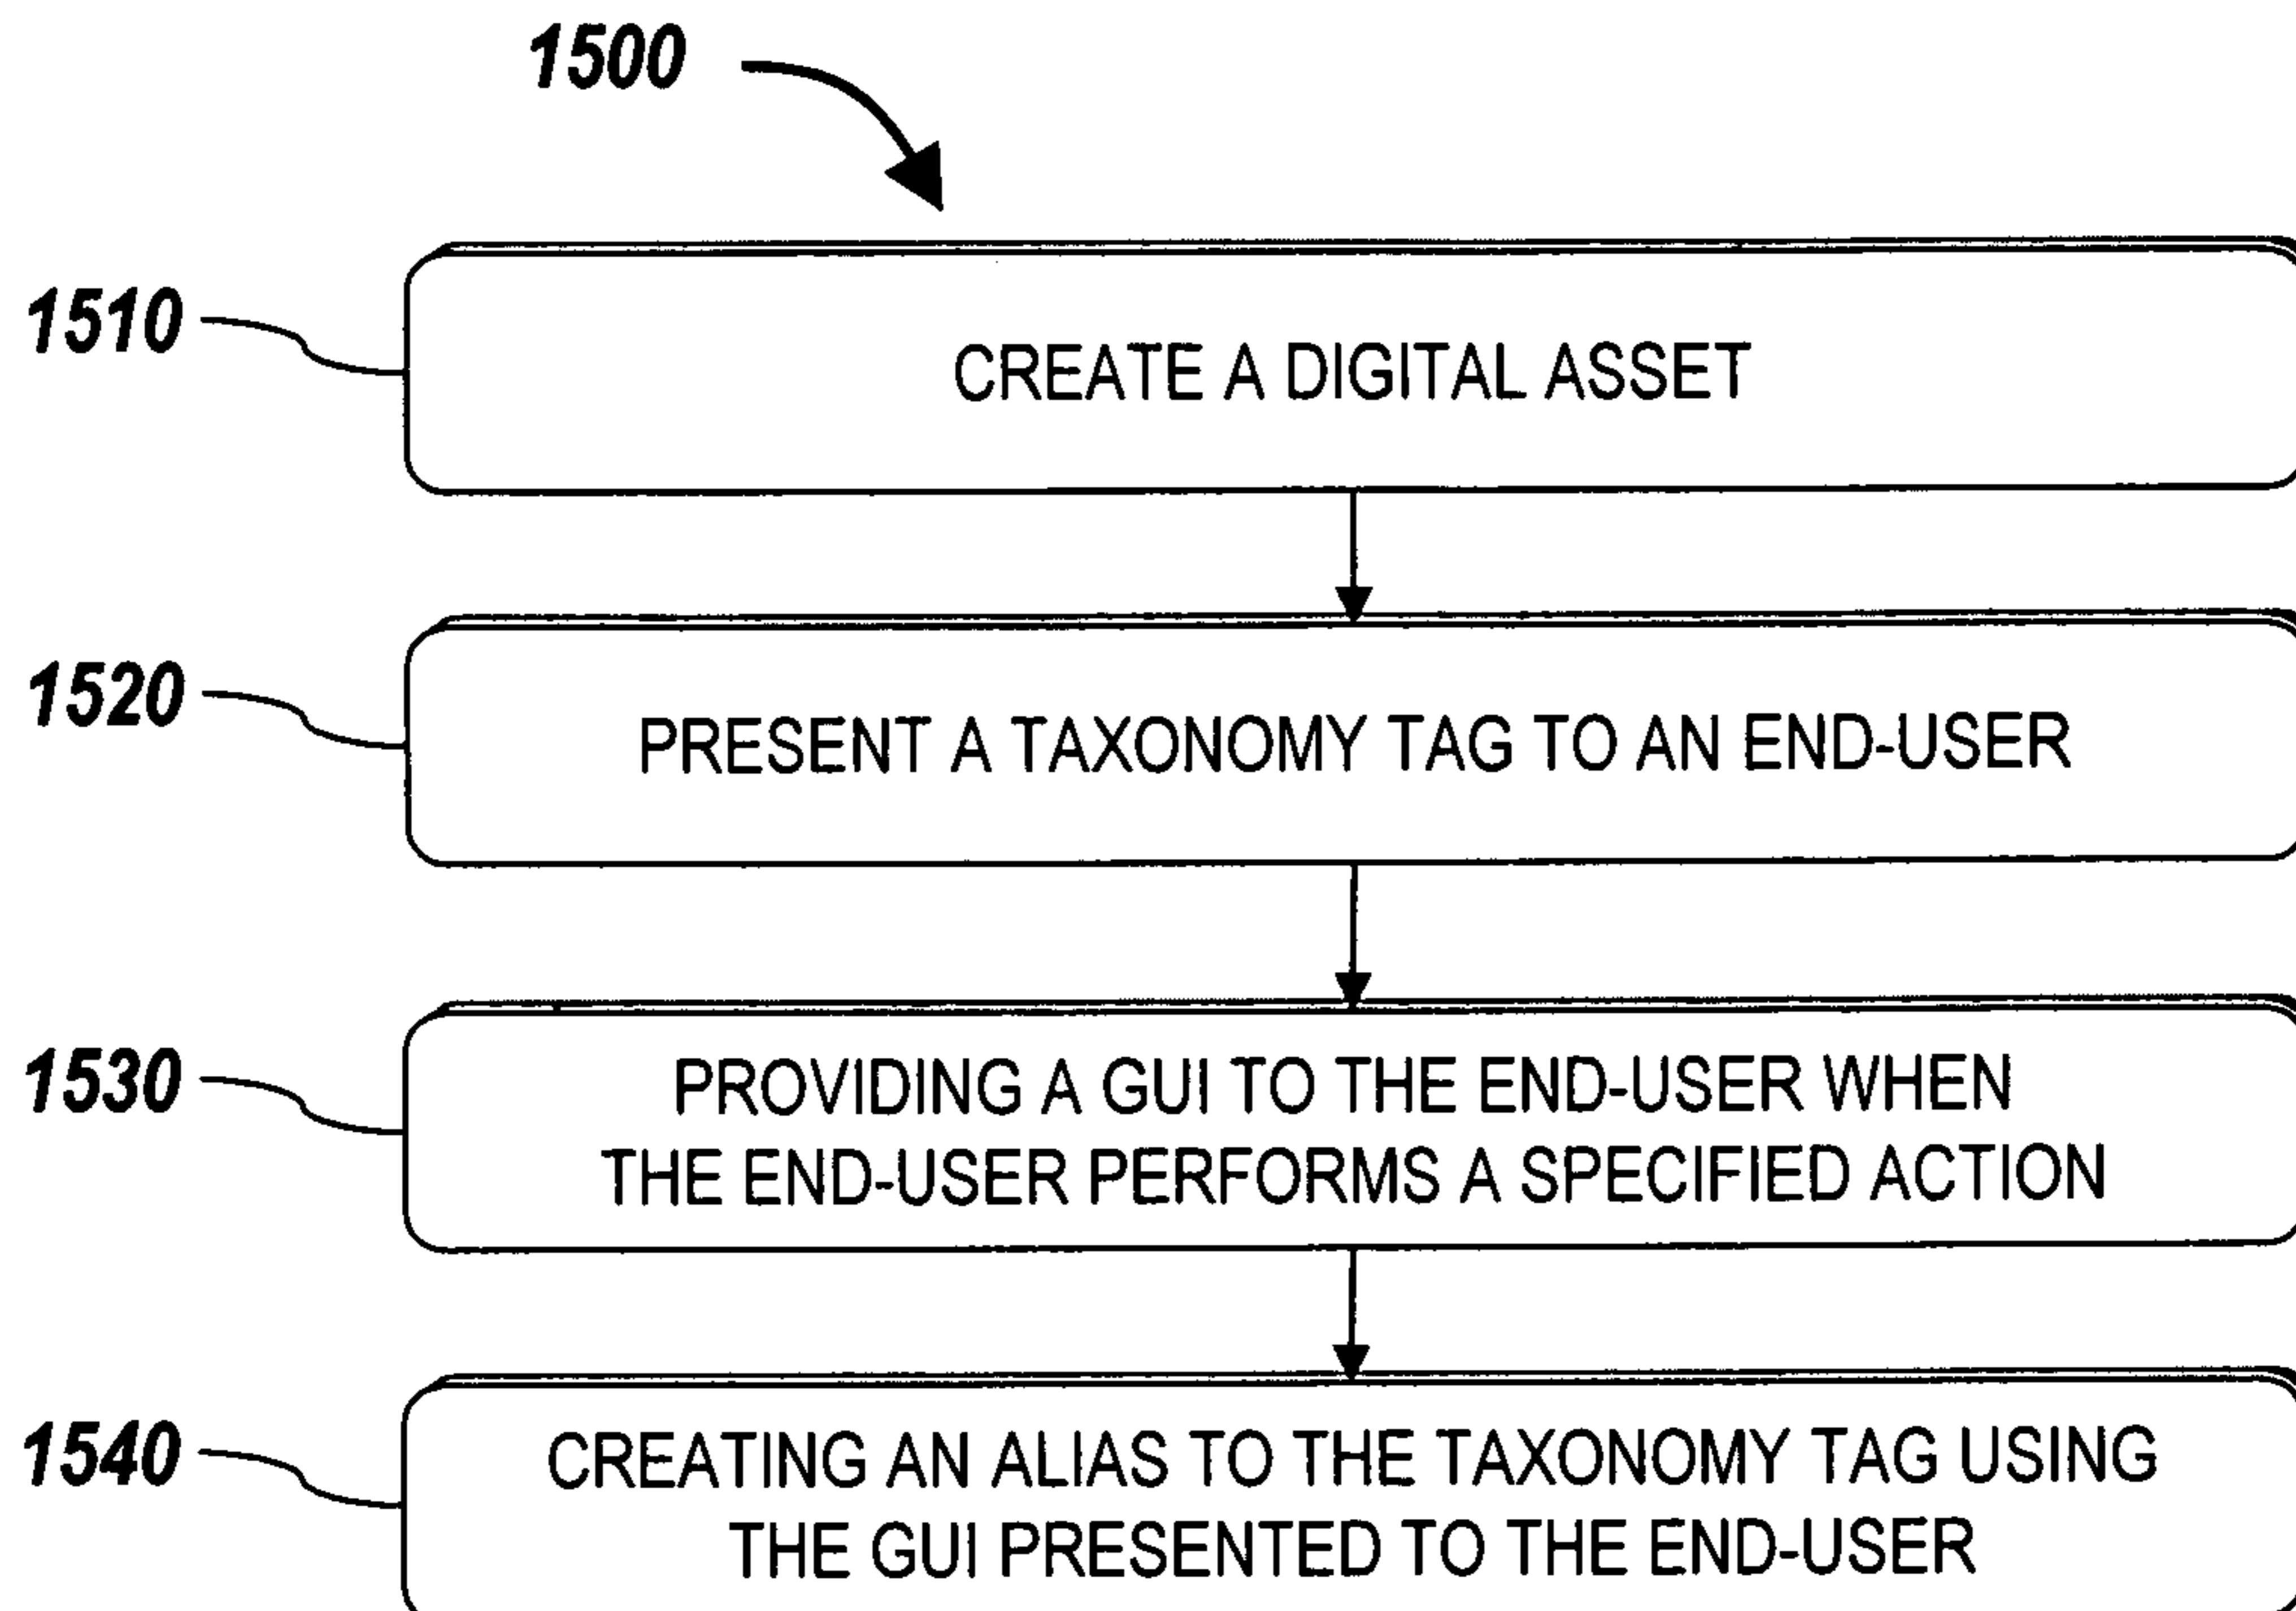 1500
1510
CREATE A DIGITAL ASSET
1520
PRESENT A TAXONOMY TAG TO AN END-USER
1530
PROVIDING A GUI TO THE END-USER WHEN
THE END-USER PERFORMS A SPECIFIED ACTION
1540
CREATING AN ALIAS TO THE TAXONOMY TAG USING
THE GUI PRESENTED TO THE END-USER